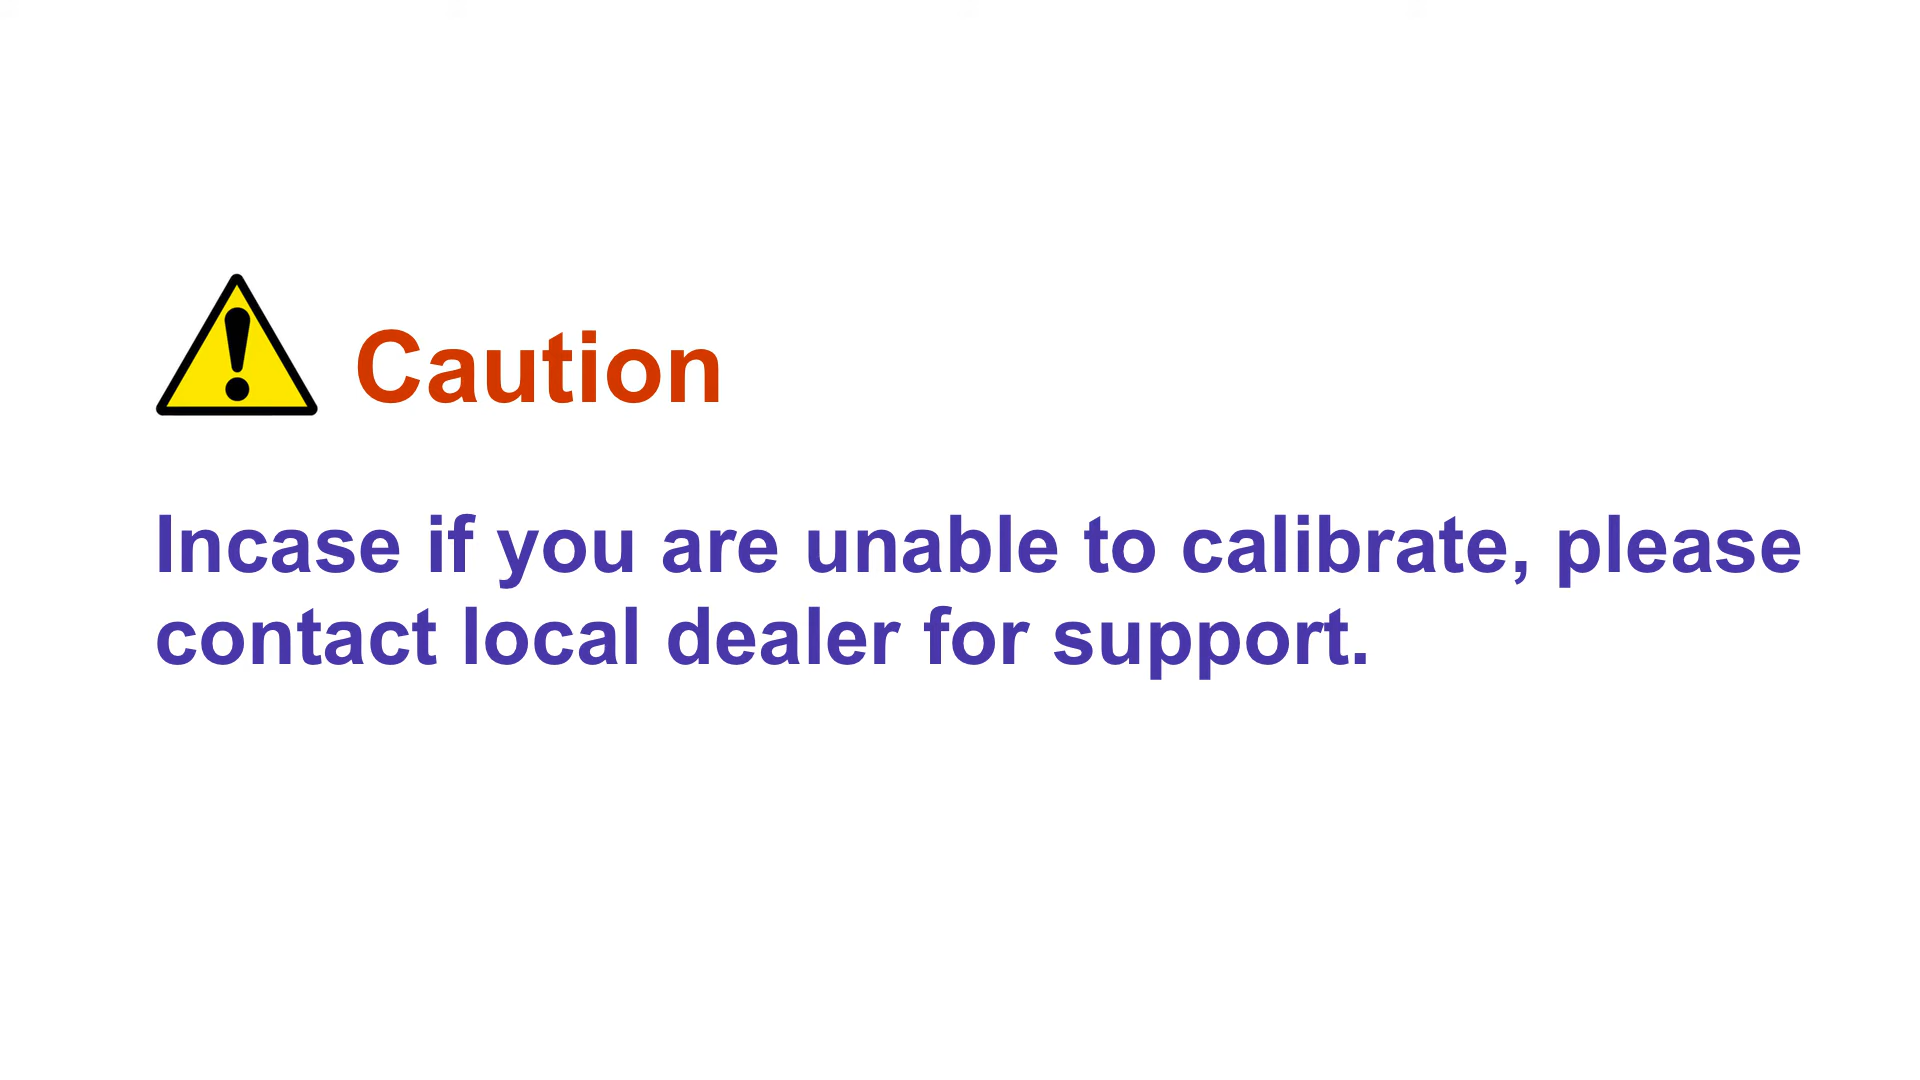 Caution
Incase if you are unable to calibrate, please
contact local dealer for support.